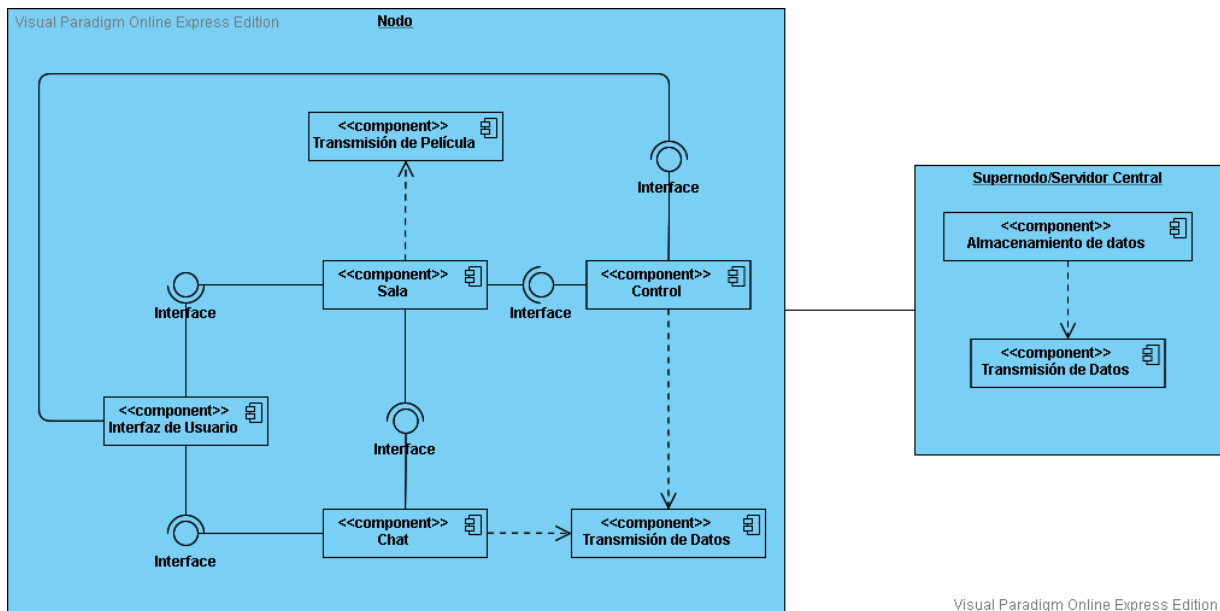 Visual Paradigm Online Express Edition
Nodo
<<component>>
Transmisión de Película
Interface
Supernodo/Servidor Central
<<component>>
Almacenamiento de datos
<<component>>
Sala
<<component>>
Control
Interface
Interface
<<component>>
Transmisión de Datos
<<component>>
Interfaz de Usuario
Interface
<<component>>
Chat
<<component>>
Transmisión de Datos
Interface
Visual Paradigm Online Express Edition